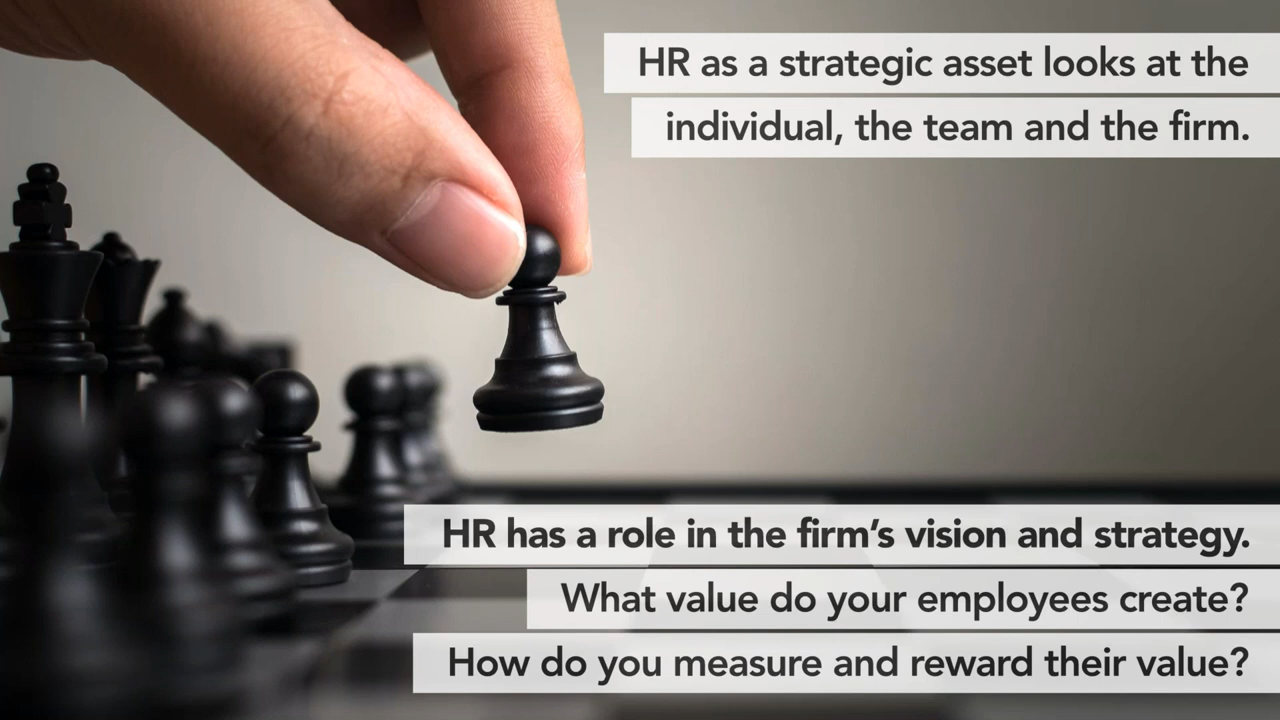 HR as a strategic asset looks at the
individual, the team and the firm.
HR has a role in the firm’s vision and strategy.
What value do your employees create?
How do you measure and reward their value?